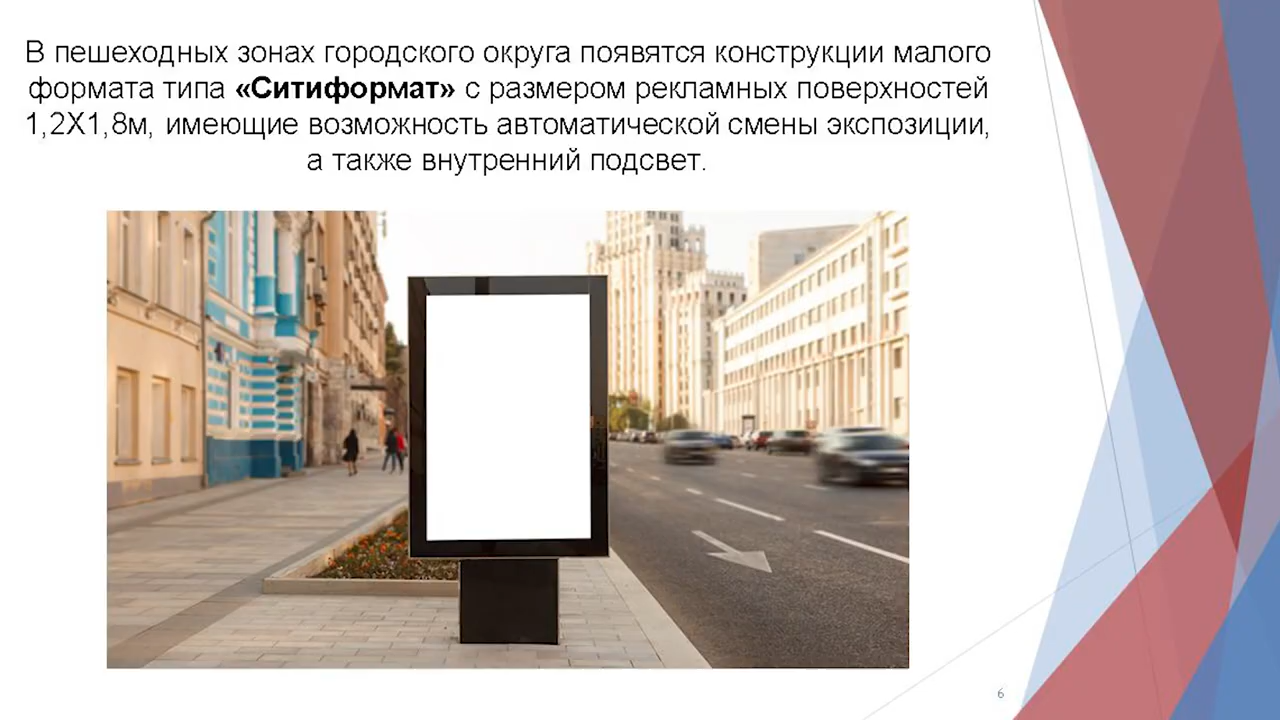 В пешеходных зонах городского округа появятся конструкции малого
формата типа «Ситиформат» с размером рекламных поверхностей
1,2Х1,8м, имеющие возможность автоматической смены экспозиции,
а также внутренний подсвет.
6